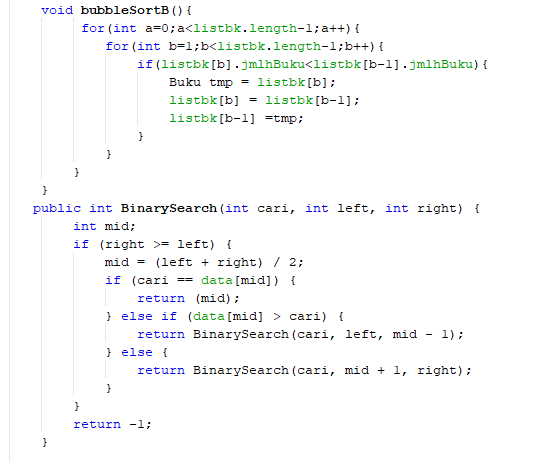 void bubbleSortB(){
for(int a=0;a<listbk.length-1;a++){
for(int b=1;b<listbk.length-1;b++){
if(listbk[b].jmlhBuku<listbk[b-1].jmlhBuku){
Buku tmp = listbk[b];
listbk[b] = listbk[b-1];
listbk[b-1] =tmp;
}
}
}
}
public int BinarySearch(int cari, int left, int right) {
int mid;
if (right >= left) {
mid = (left + right) / 2;
if (cari == data[mid]) {
return (mid);
} else if (data[mid] > cari) {
return BinarySearch(cari, left, mid - 1);
} else {
return BinarySearch(cari, mid + 1, right);
}
}
return -1;
}